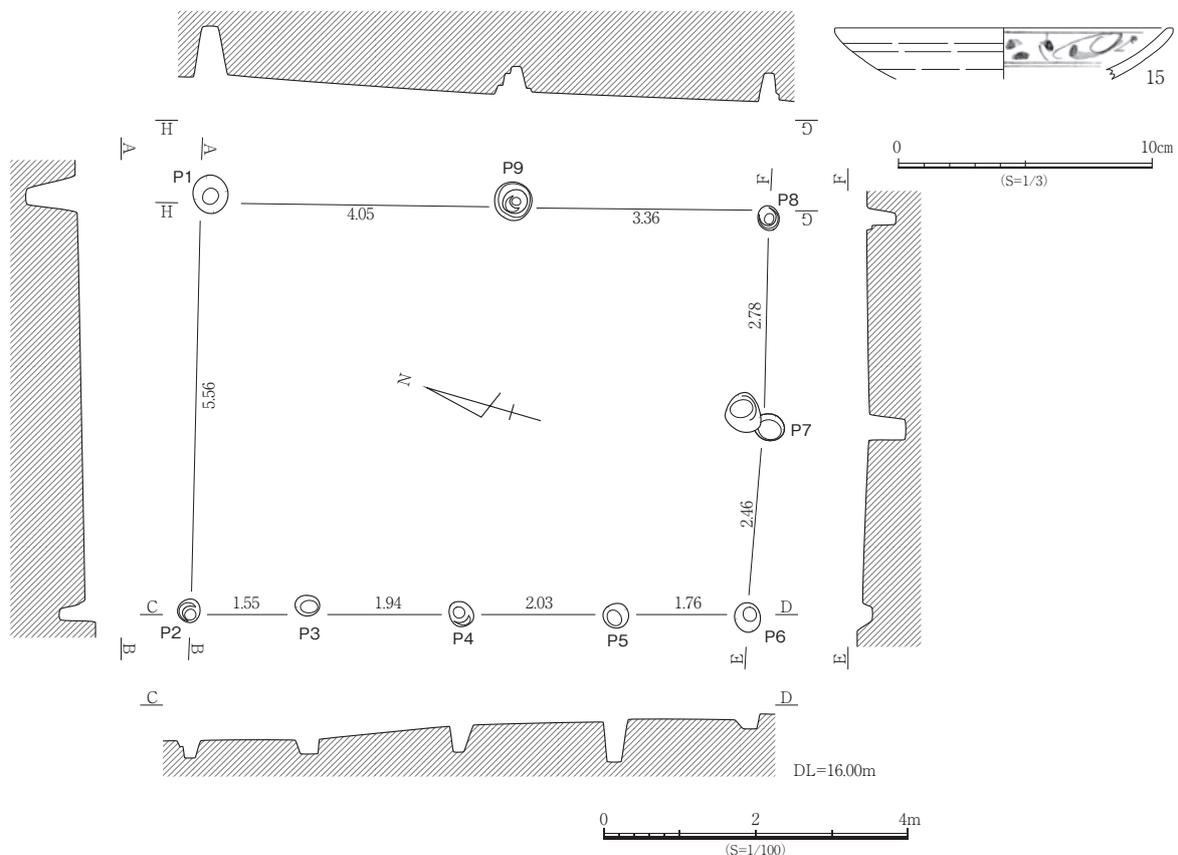 15
0 10cm
(S=1/3)
H G
A A F F
P1 P9 P8
H G
4.05 3.36
2.78
5.56
N
P7
2.46
C 1.55 1.94 2.03 1.76 D
P2 P3 P4 P5 P6
B B E E
C D
DL=16.00m
0 2 4m
(S=1/100)